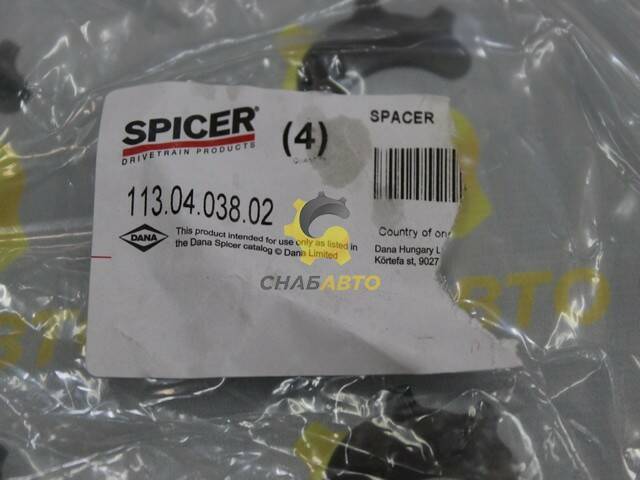 SPICER®
DRIVETRAIN PRODUCTS
(4)
SPACER
113.04.038.02
Country of
DANA
This product intended for use only as listed in
the Dana Spicer catalog © Dana Limited
Dana Hungary
Körtefa st, 9027
СНАБАВТО
АВТО